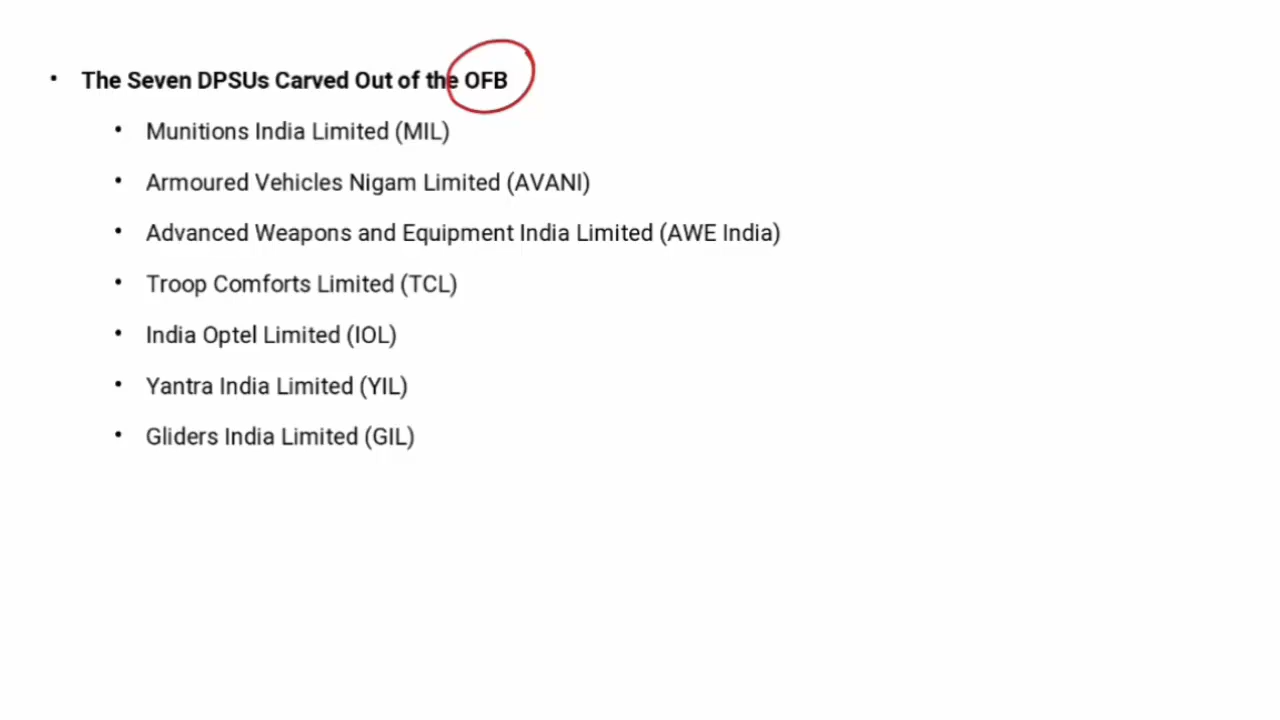 • The Seven DPSUs Carved Out of the OFB
• Munitions India Limited (MIL)
• Armoured Vehicles Nigam Limited (AVANI)
• Advanced Weapons and Equipment India Limited (AWE India)
• Troop Comforts Limited (TCL)
• India Optel Limited (IOL)
• Yantra India Limited (YIL)
• Gliders India Limited (GIL)